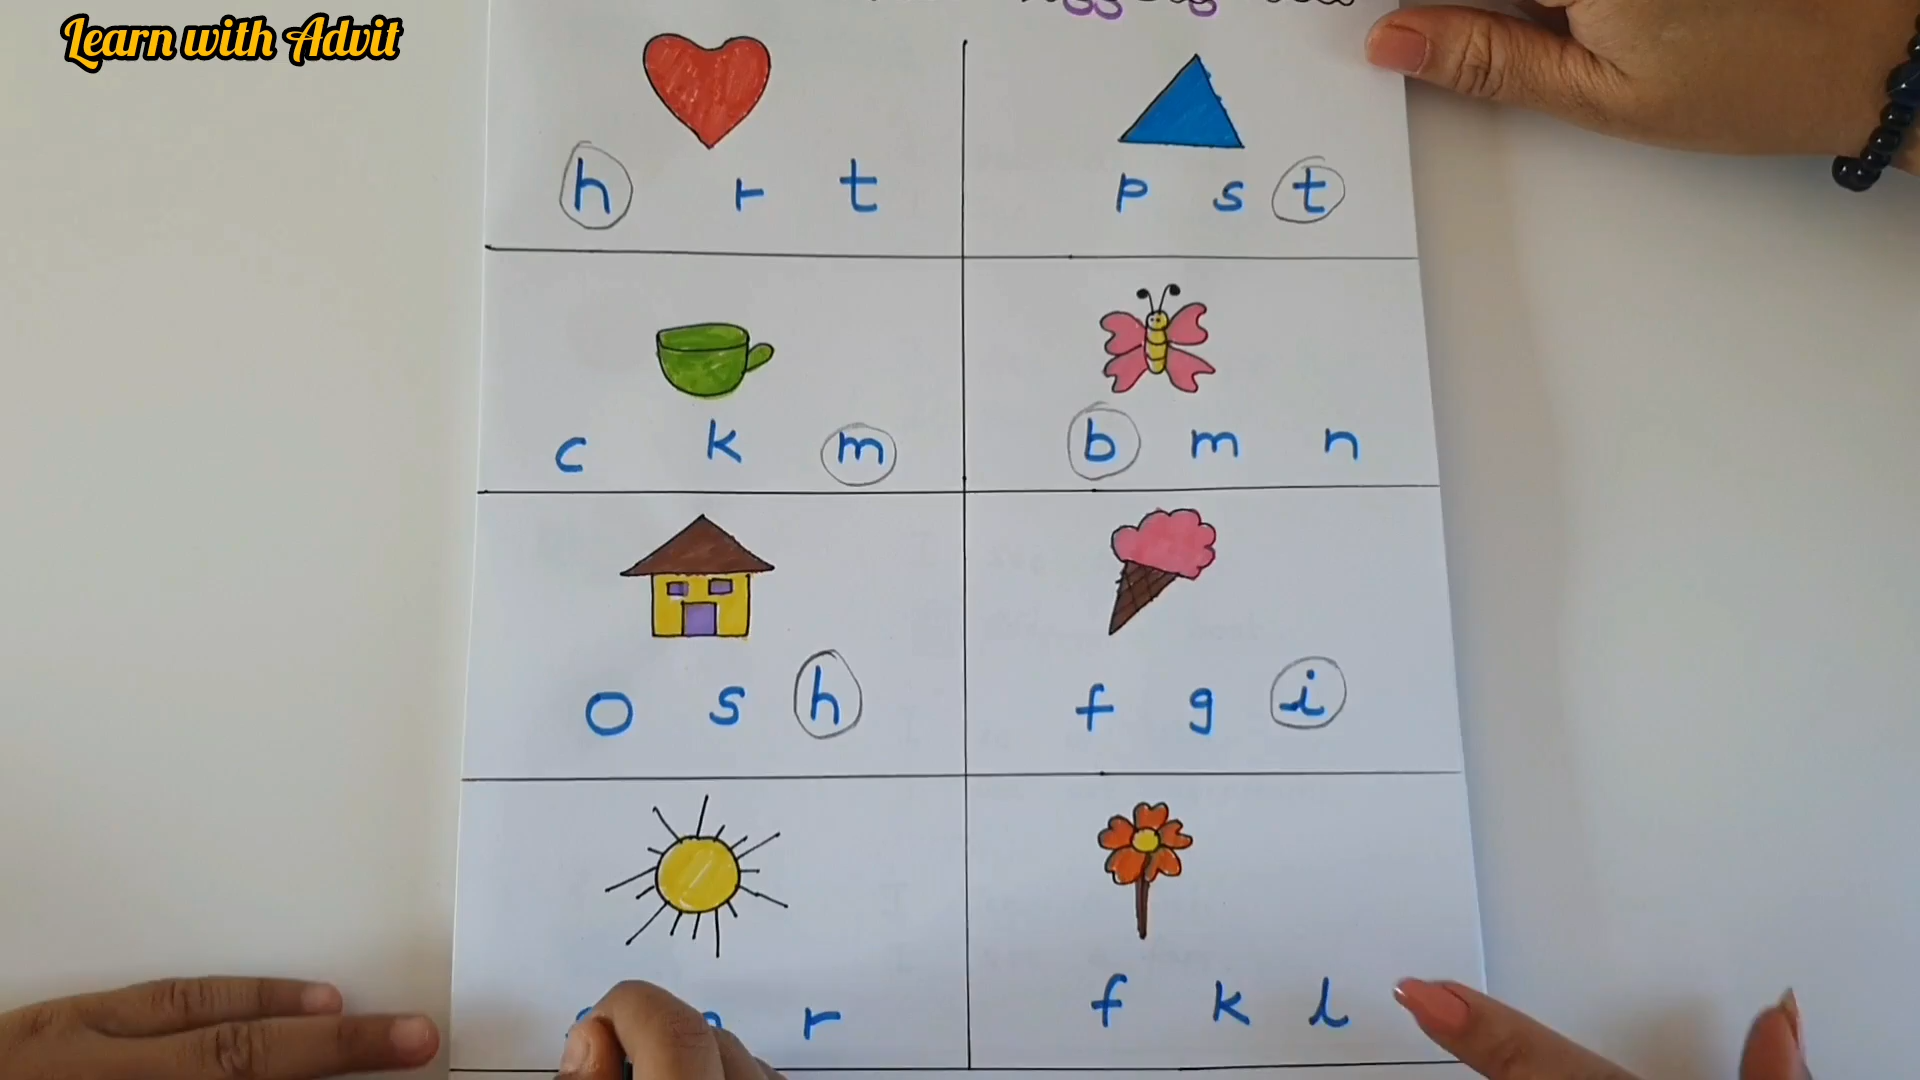 Learn with Advit
h r t
p s t
c k m
b m n
o s h
f g i
r
f k l